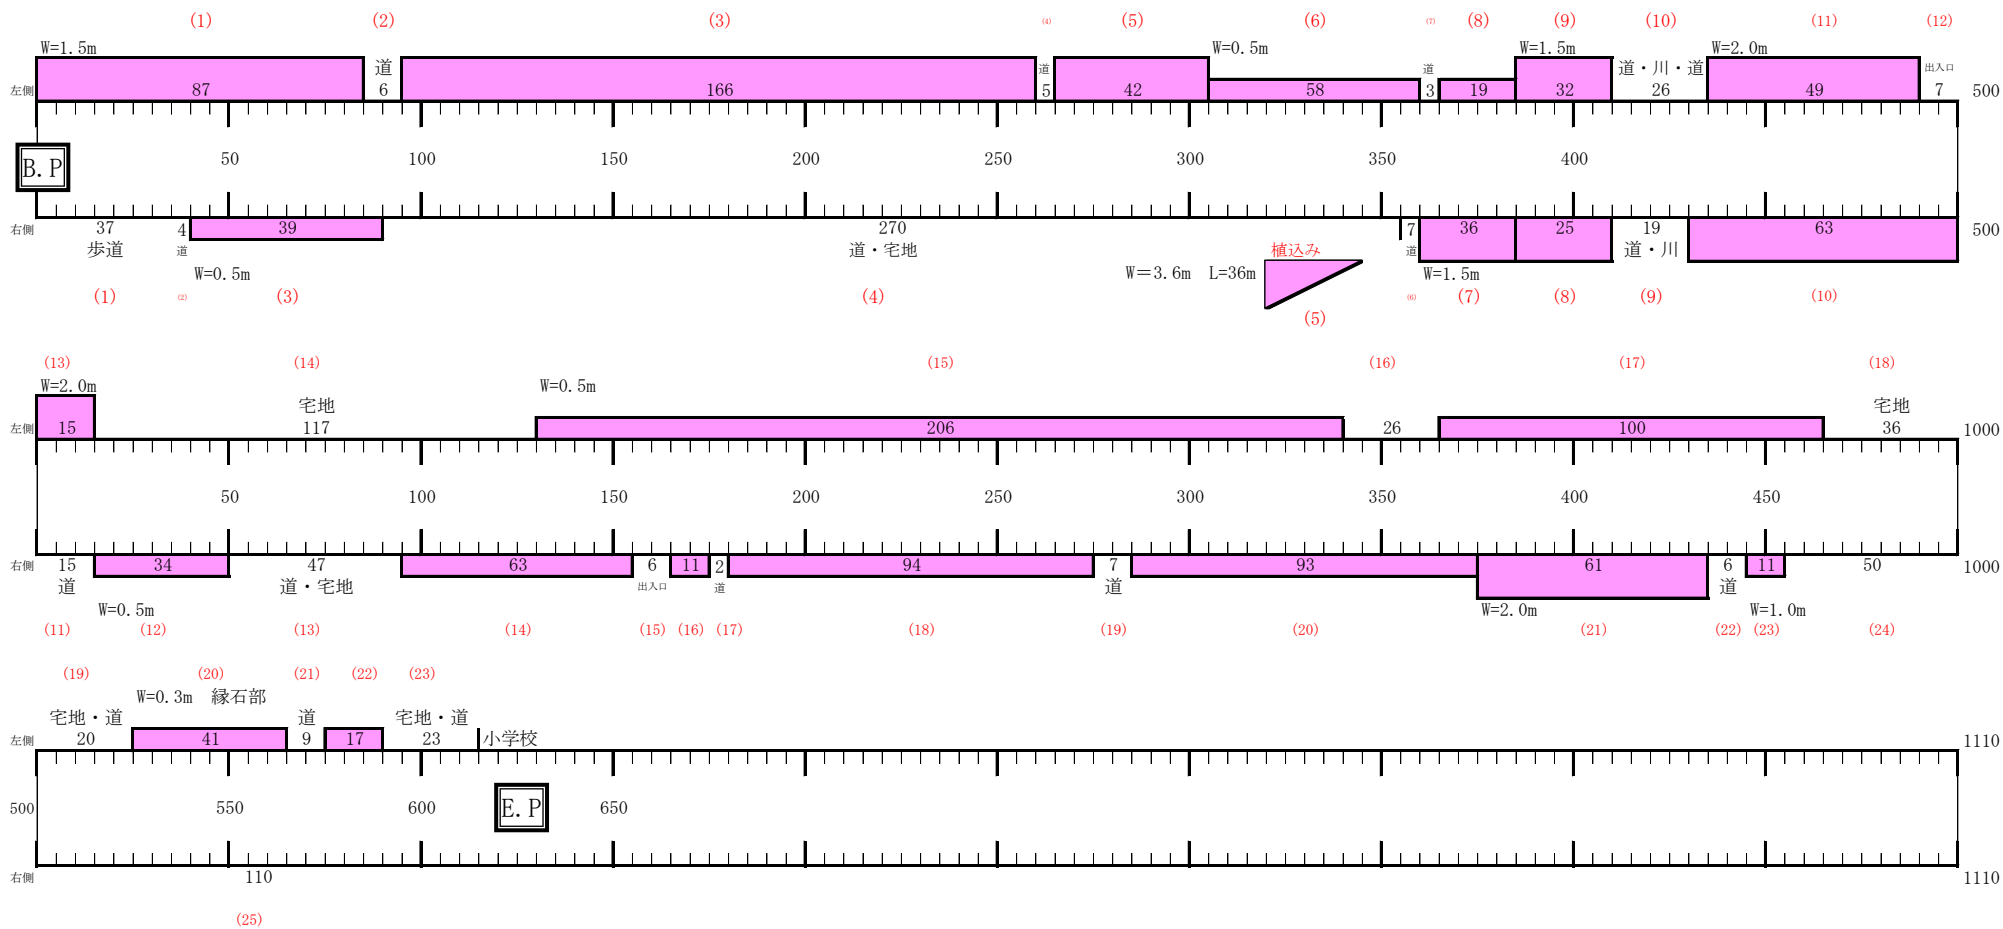 (1) (2) (3) (4) (5) (6) (7) (8) (9) (10) (11) (12)
W=1.5m W=0.5m W=1.5m W=2.0m
道 道 道 道・川・道 出入口
左側 87 6 166 5 42 58 3 19 32 26 49 7 500
B.P 50 100 150 200 250 300 350 400
右側 37 4 39 270 7 36 25 19 63 500
歩道 道 道・宅地 植込み 道 道・川
W=0.5m W=3.6m L=36m W=1.5m
(1) (2) (3) (4) (6) (7) (8) (9) (10)
(5)
(13) (14) (15) (16) (17) (18)
W=2.0m W=0.5m
宅地 宅地
左側 15 117 206 26 100 36 1000
50 100 150 200 250 300 350 400 450
右側 15 34 47 63 6 11 2 94 7 93 61 6 11 50 1000
道 道・宅地 出入口 道 道 道
W=0.5m W=2.0m W=1.0m
(11) (12) (13) (14) (15) (16) (17) (18) (19) (20) (21) (22) (23) (24)
(19) (20) (21) (22) (23)
W=0.3m 縁石部
宅地・道 道 宅地・道
左側 20 41 9 17 23 小学校 1110
500 550 600 E.P 650
右側 110 1110
(25)